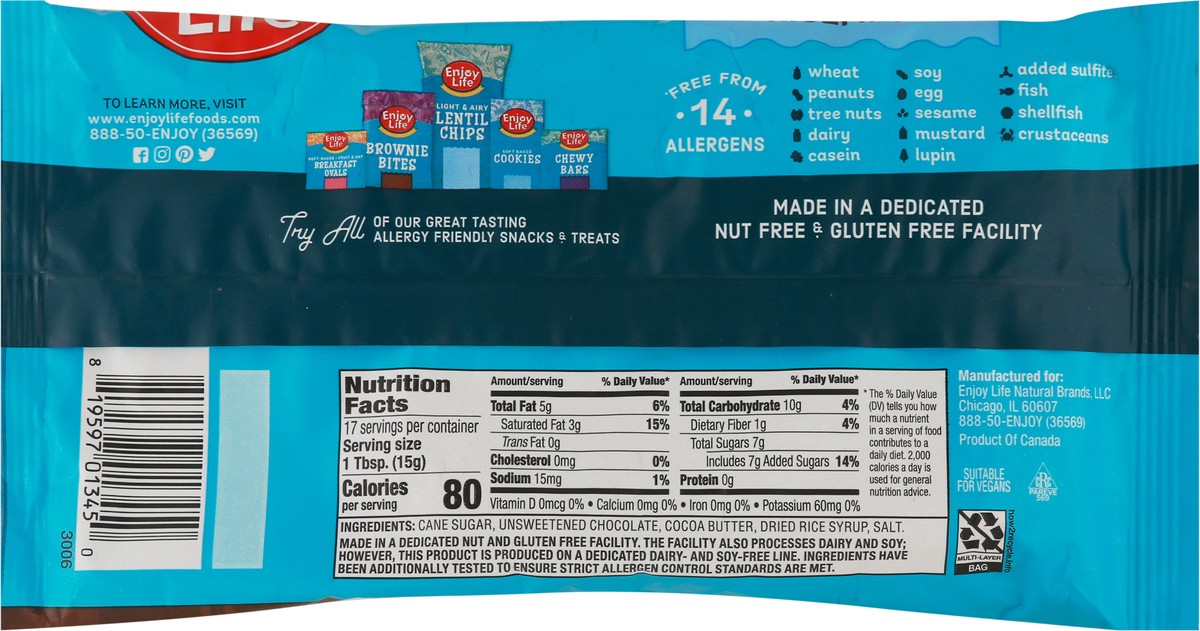 TO LEARN MORE, VISIT
www.enjoylifefoods.com
888-50-ENJOY (36569)
Enjoy Life
SOFT BAKED • FRUIT & OAT
BREAKFAST
OVALS
Enjoy Life
BROWNIE
BITES
Enjoy Life
LIGHT & AIRY
LENTIL
CHIPS
Enjoy Life
SOFT BAKED
COOKIES
Enjoy Life
CHEWY
BARS
Try All OF OUR GREAT TASTING
ALLERGY FRIENDLY SNACKS & TREATS
FREE FROM
• 14 •
ALLERGENS
wheat
peanuts
tree nuts
dairy
casein
soy
egg
sesame
mustard
lupin
added sulfite
fish
shellfish
crustaceans
MADE IN A DEDICATED
NUT FREE & GLUTEN FREE FACILITY
8 19597 01345 0
3006
Nutrition
Facts
17 servings per container
Serving size
1 Tbsp. (15g)
Calories 80
per serving
Amount/serving % Daily Value*
Total Fat 5g 6%
Saturated Fat 3g 15%
Trans Fat 0g
Cholesterol 0mg 0%
Sodium 15mg 1%
Amount/serving % Daily Value*
Total Carbohydrate 10g 4%
Dietary Fiber 1g 4%
Total Sugars 7g
Includes 7g Added Sugars 14%
Protein 0g
Vitamin D 0mcg 0% • Calcium 0mg 0% • Iron 0mg 0% • Potassium 60mg 0%
* The % Daily Value
(DV) tells you how
much a nutrient
in a serving of food
contributes to a
daily diet. 2,000
calories a day is
used for general
nutrition advice.
INGREDIENTS: CANE SUGAR, UNSWEETENED CHOCOLATE, COCOA BUTTER, DRIED RICE SYRUP, SALT.
MADE IN A DEDICATED NUT AND GLUTEN FREE FACILITY. THE FACILITY ALSO PROCESSES DAIRY AND SOY;
HOWEVER, THIS PRODUCT IS PRODUCED ON A DEDICATED DAIRY- AND SOY-FREE LINE. INGREDIENTS HAVE
BEEN ADDITIONALLY TESTED TO ENSURE STRICT ALLERGEN CONTROL STANDARDS ARE MET.
Manufactured for:
Enjoy Life Natural Brands, LLC
Chicago, IL 60607
888-50-ENJOY (36569)
Product Of Canada
SUITABLE
FOR VEGANS
CRC
PAREVE
569
MULTI-LAYER
BAG
how2recycle.info